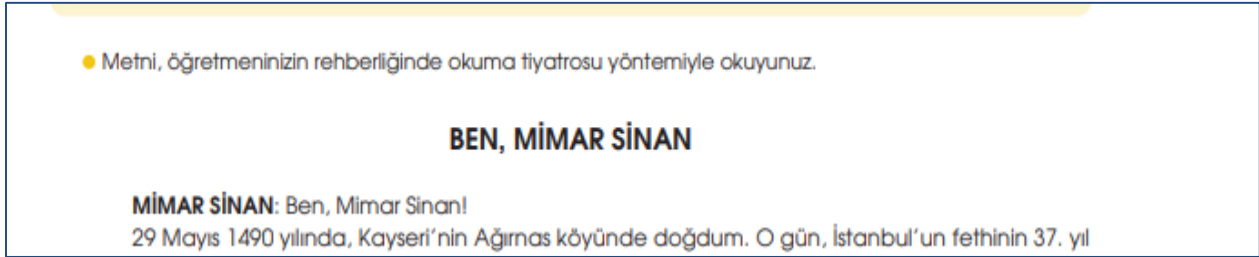 Metni, öğretmeninizin rehberliğinde okuma tiyatrosu yöntemiyle okuyunuz.
BEN, MİMAR SİNAN
MİMAR SİNAN: Ben, Mimar Sinan!
29 Mayıs 1490 yılında, Kayseri’nin Ağırnas köyünde doğdum. O gün, İstanbul’un fethinin 37. yıl